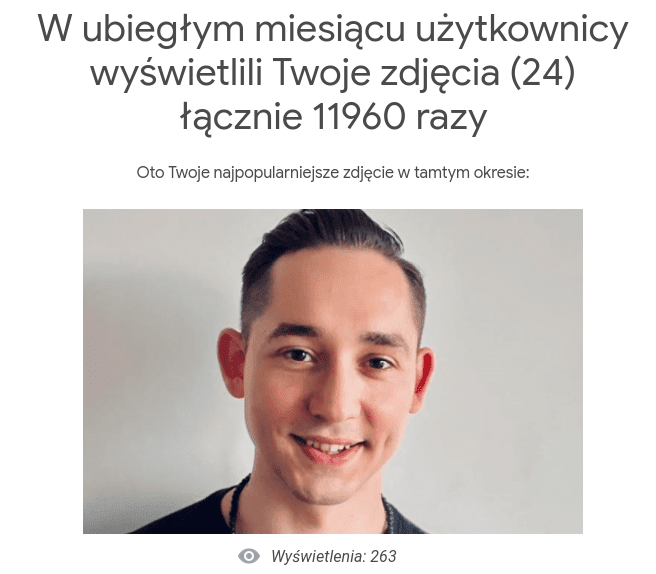 W ubiegłym miesiącu użytkownicy
wyświetlili Twoje zdjęcia (24)
łącznie 11960 razy
Oto Twoje najpopularniejsze zdjęcie w tamtym okresie:
Wyświetlenia: 263